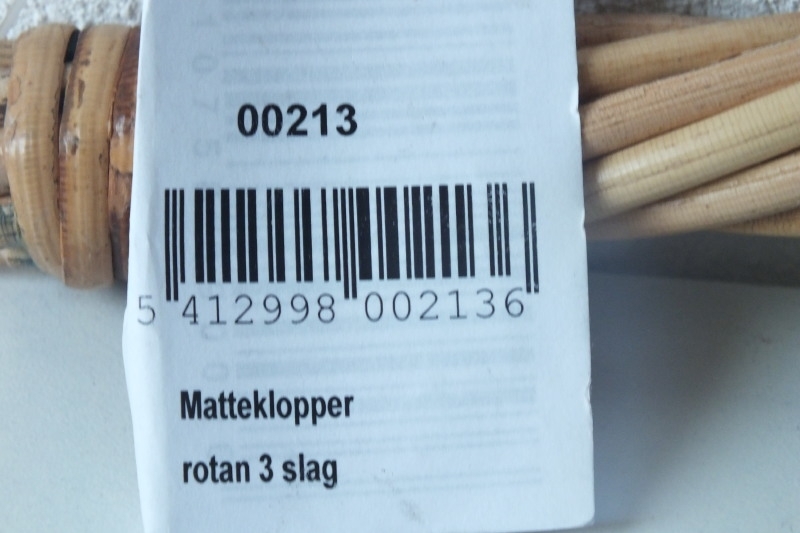 00213
5 412998 002136
Matteklopper
rotan 3 slag